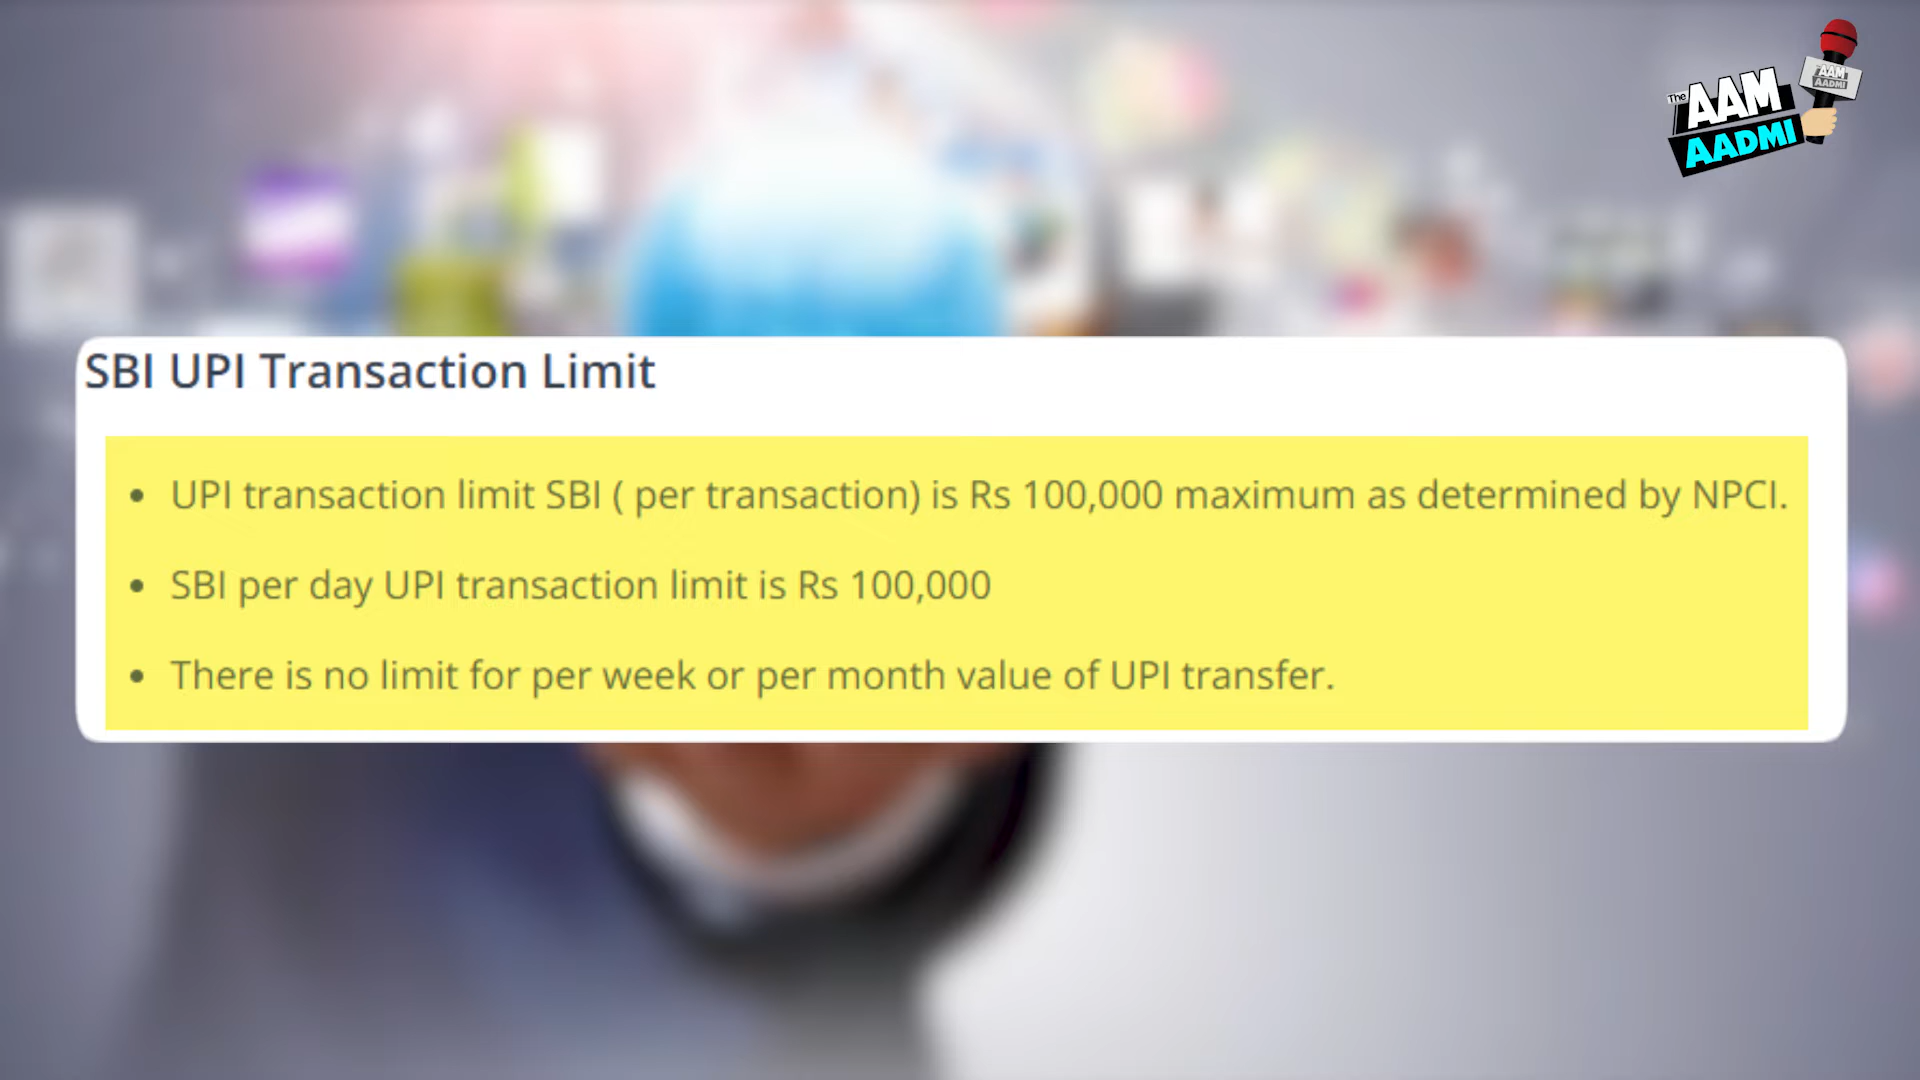 The
AAM
AADMI
AAM
AADMI
SBI UPI Transaction Limit
• UPI transaction limit SBI ( per transaction) is Rs 100,000 maximum as determined by NPCI.
• SBI per day UPI transaction limit is Rs 100,000
• There is no limit for per week or per month value of UPI transfer.